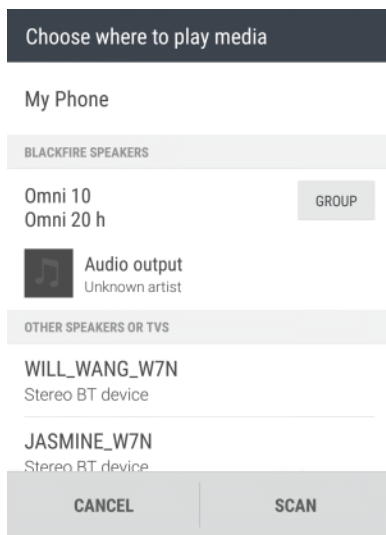 Choose where to play media
My Phone
BLACKFIRE SPEAKERS
Omni 10
Omni 20 h
GROUP
Audio output
Unknown artist
OTHER SPEAKERS OR TVS
WILL_WANG_W7N
Stereo BT device
JASMINE_W7N
Stereo BT device
CANCEL
SCAN